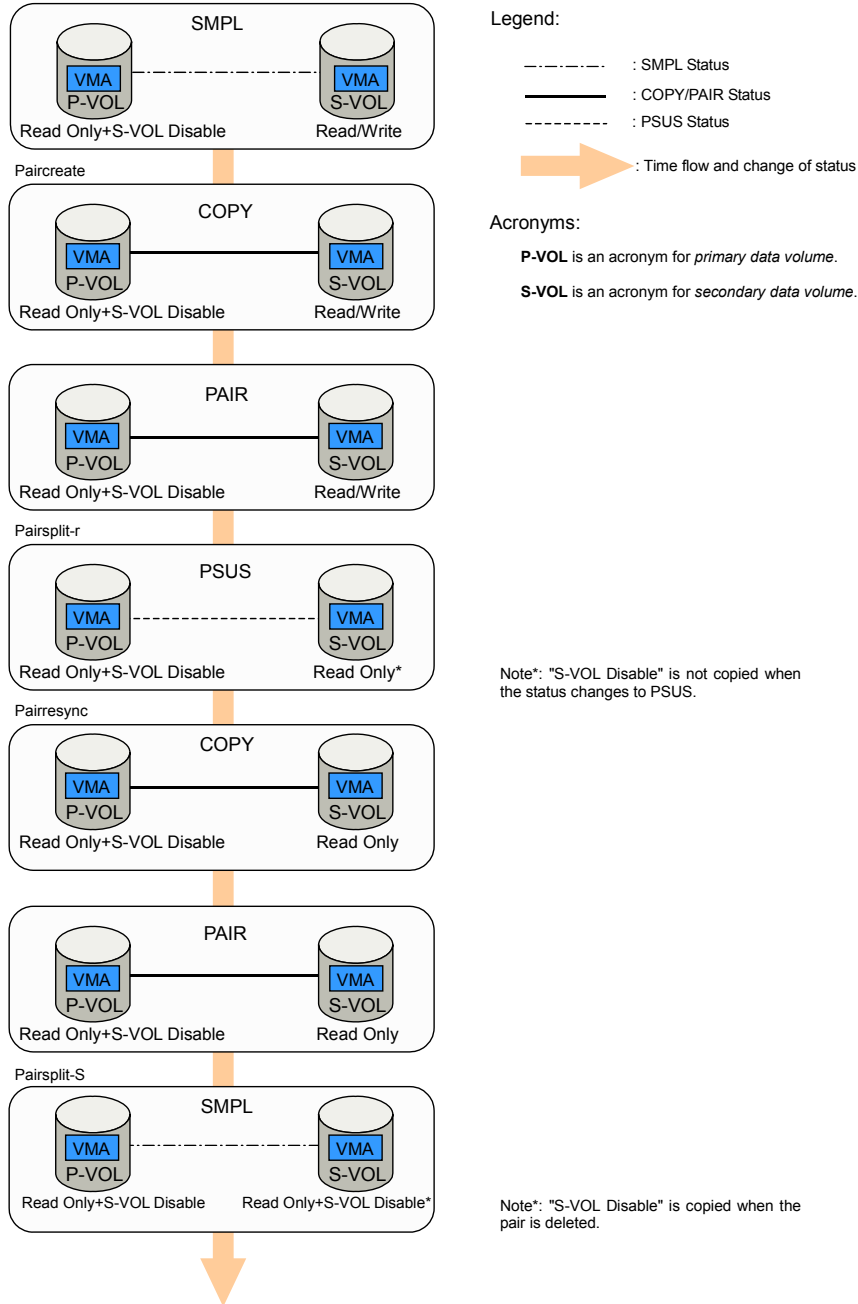 SMPL
VMA VMA
P-VOL S-VOL
Read Only+S-VOL Disable Read/Write
Paircreate
COPY
VMA VMA
P-VOL S-VOL
Read Only+S-VOL Disable Read/Write
PAIR
VMA VMA
P-VOL S-VOL
Read Only+S-VOL Disable Read/Write
Pairsplit-r
PSUS
VMA VMA
P-VOL S-VOL
Read Only+S-VOL Disable Read Only*
Pairresync
COPY
VMA VMA
P-VOL S-VOL
Read Only+S-VOL Disable Read Only
PAIR
VMA VMA
P-VOL S-VOL
Read Only+S-VOL Disable Read Only
Pairsplit-S
SMPL
VMA VMA
P-VOL S-VOL
Read Only+S-VOL Disable Read Only+S-VOL Disable*
Legend:
: SMPL Status
: COPY/PAIR Status
: PSUS Status
: Time flow and change of status
Acronyms:
P-VOL is an acronym for primary data volume.
S-VOL is an acronym for secondary data volume.
Note*: "S-VOL Disable" is not copied when
the status changes to PSUS.
Note*: "S-VOL Disable" is copied when the
pair is deleted.